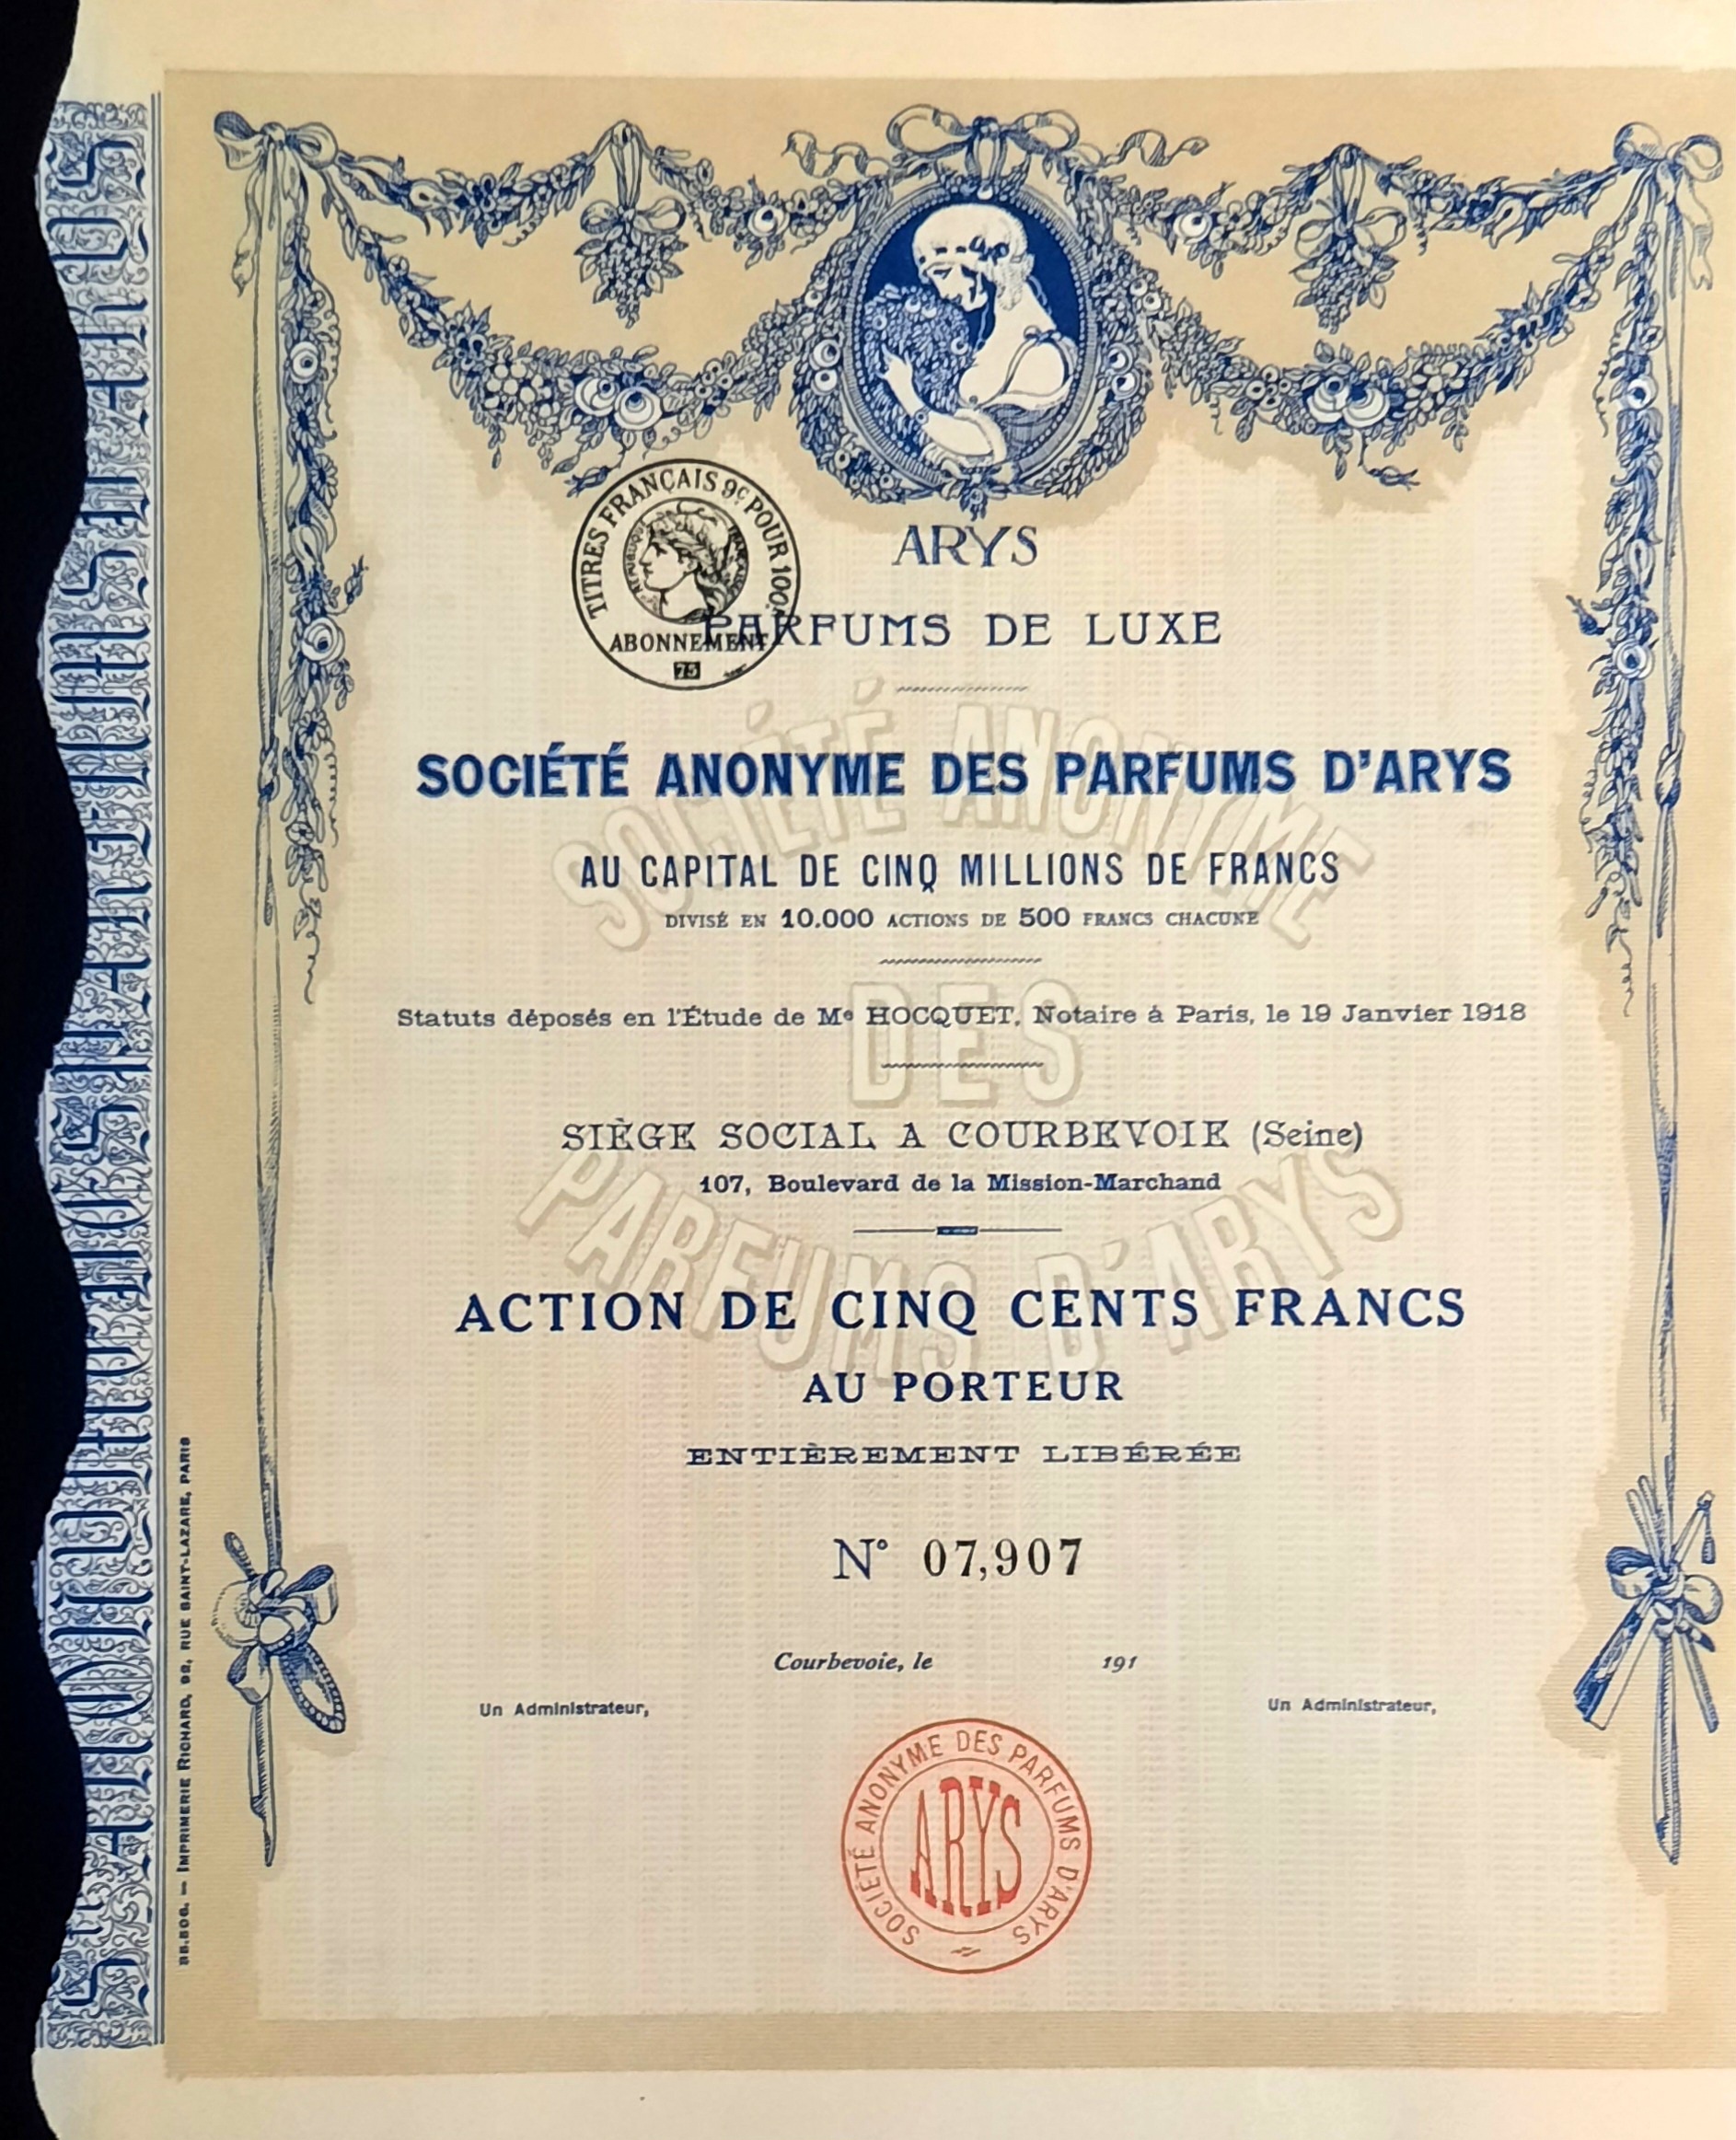 TITRES FRANÇAIS 9c POUR 100f
RÉPUBLIQUE FRANÇAISE
ABONNEMENT
75
ARYS
PARFUMS DE LUXE
SOCIÉTÉ ANONYME DES PARFUMS D'ARYS
AU CAPITAL DE CINQ MILLIONS DE FRANCS
DIVISÉ EN 10.000 ACTIONS DE 500 FRANCS CHACUNE
Statuts déposés en l'Étude de Me HOCQUET, Notaire à Paris, le 19 Janvier 1918
SIÈGE SOCIAL A COURBEVOIE (Seine)
107, Boulevard de la Mission-Marchand
ACTION DE CINQ CENTS FRANCS
AU PORTEUR
ENTIÈREMENT LIBÉRÉE
N° 07,907
Courbevoie, le 191
Un Administrateur,
Un Administrateur,
SOCIÉTÉ ANONYME DES PARFUMS D'ARYS
ARYS
SOCIÉTÉ ANONYME
DES
PARFUMS D'ARYS
IMPRIMERIE RICHARD, 92, RUE SAINT-LAZARE, PARIS